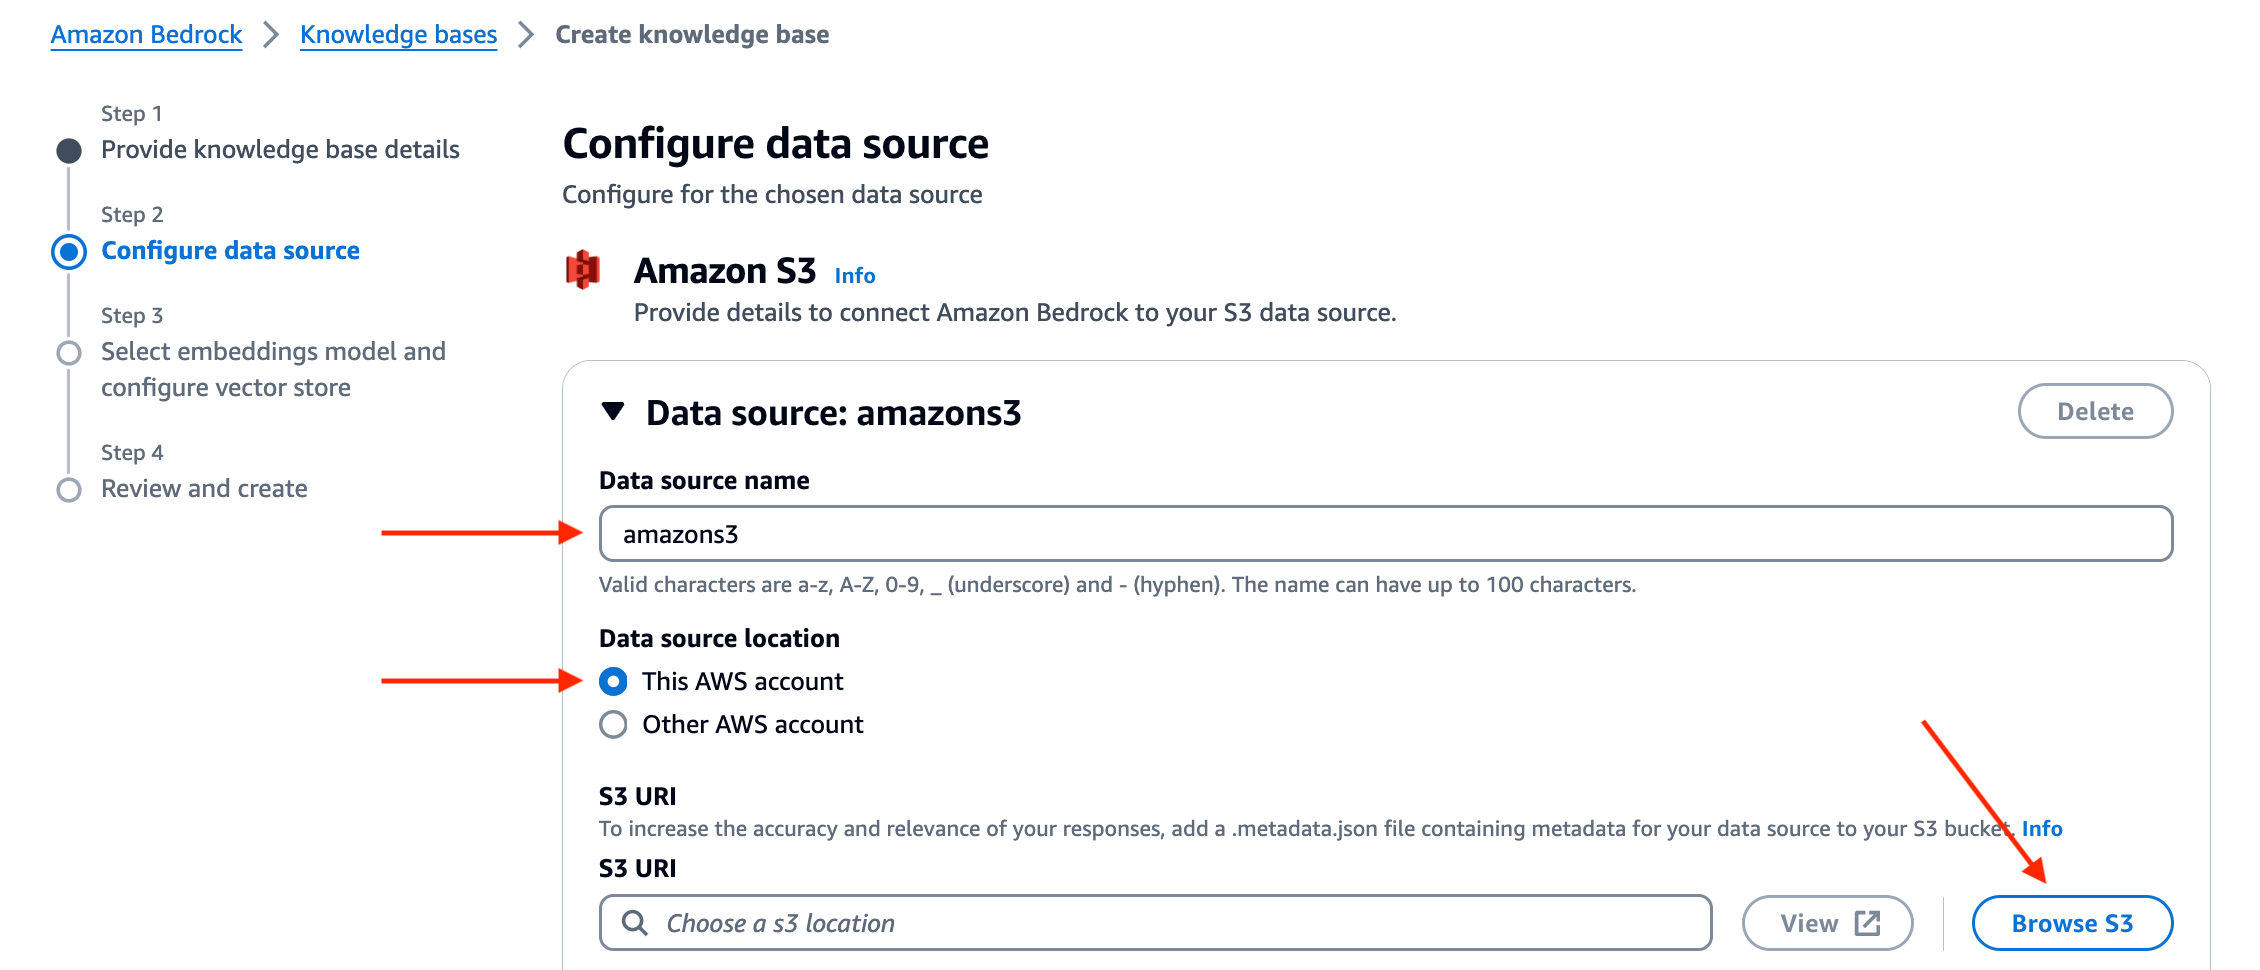 Amazon Bedrock > Knowledge bases > Create knowledge base
Step 1
Provide knowledge base details
Step 2
Configure data source
Step 3
Select embeddings model and
configure vector store
Step 4
Review and create
Configure data source
Configure for the chosen data source
Amazon S3 Info
Provide details to connect Amazon Bedrock to your S3 data source.
Data source: amazons3
Delete
Data source name
amazons3
Valid characters are a-z, A-Z, 0-9, _ (underscore) and - (hyphen). The name can have up to 100 characters.
Data source location
This AWS account
Other AWS account
S3 URI
To increase the accuracy and relevance of your responses, add a .metadata.json file containing metadata for your data source to your S3 bucket. Info
S3 URI
Choose a s3 location
View
Browse S3